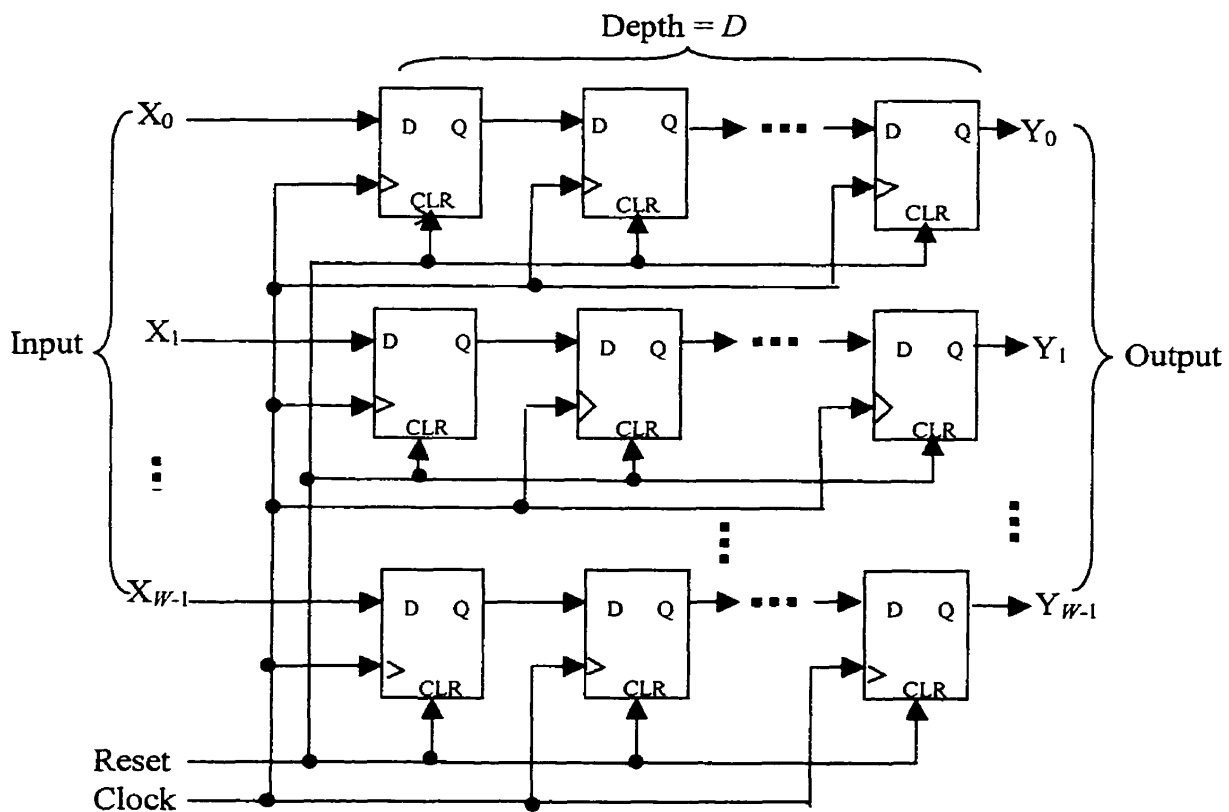 Depth = D
X0
D Q
D Q
D Q
Y0
CLR
CLR
CLR
Input
X1
D Q
D Q
D Q
Y1
Output
CLR
CLR
CLR
XW-1
D Q
D Q
D Q
YW-1
CLR
CLR
CLR
Reset
Clock